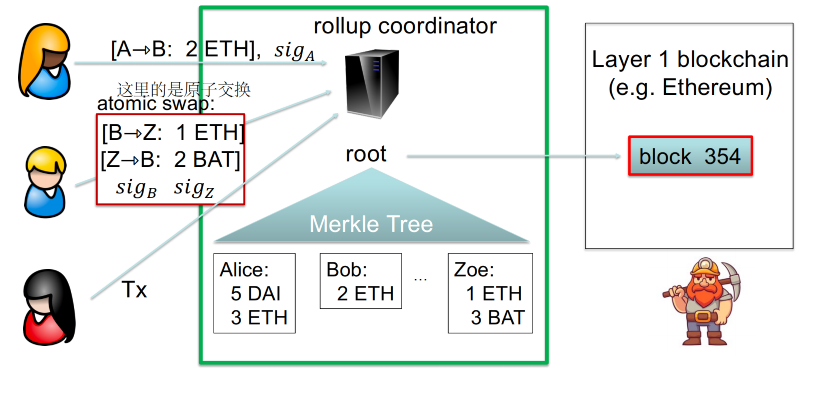 rollup coordinator
[A→B: 2 ETH], sig_A
这里的是原子交换
atomic swap:
[B→Z: 1 ETH]
[Z→B: 2 BAT]
sig_B sig_Z
Tx
root
Merkle Tree
Alice:
5 DAI
3 ETH
Bob:
2 ETH
...
Zoe:
1 ETH
3 BAT
Layer 1 blockchain
(e.g. Ethereum)
block 354